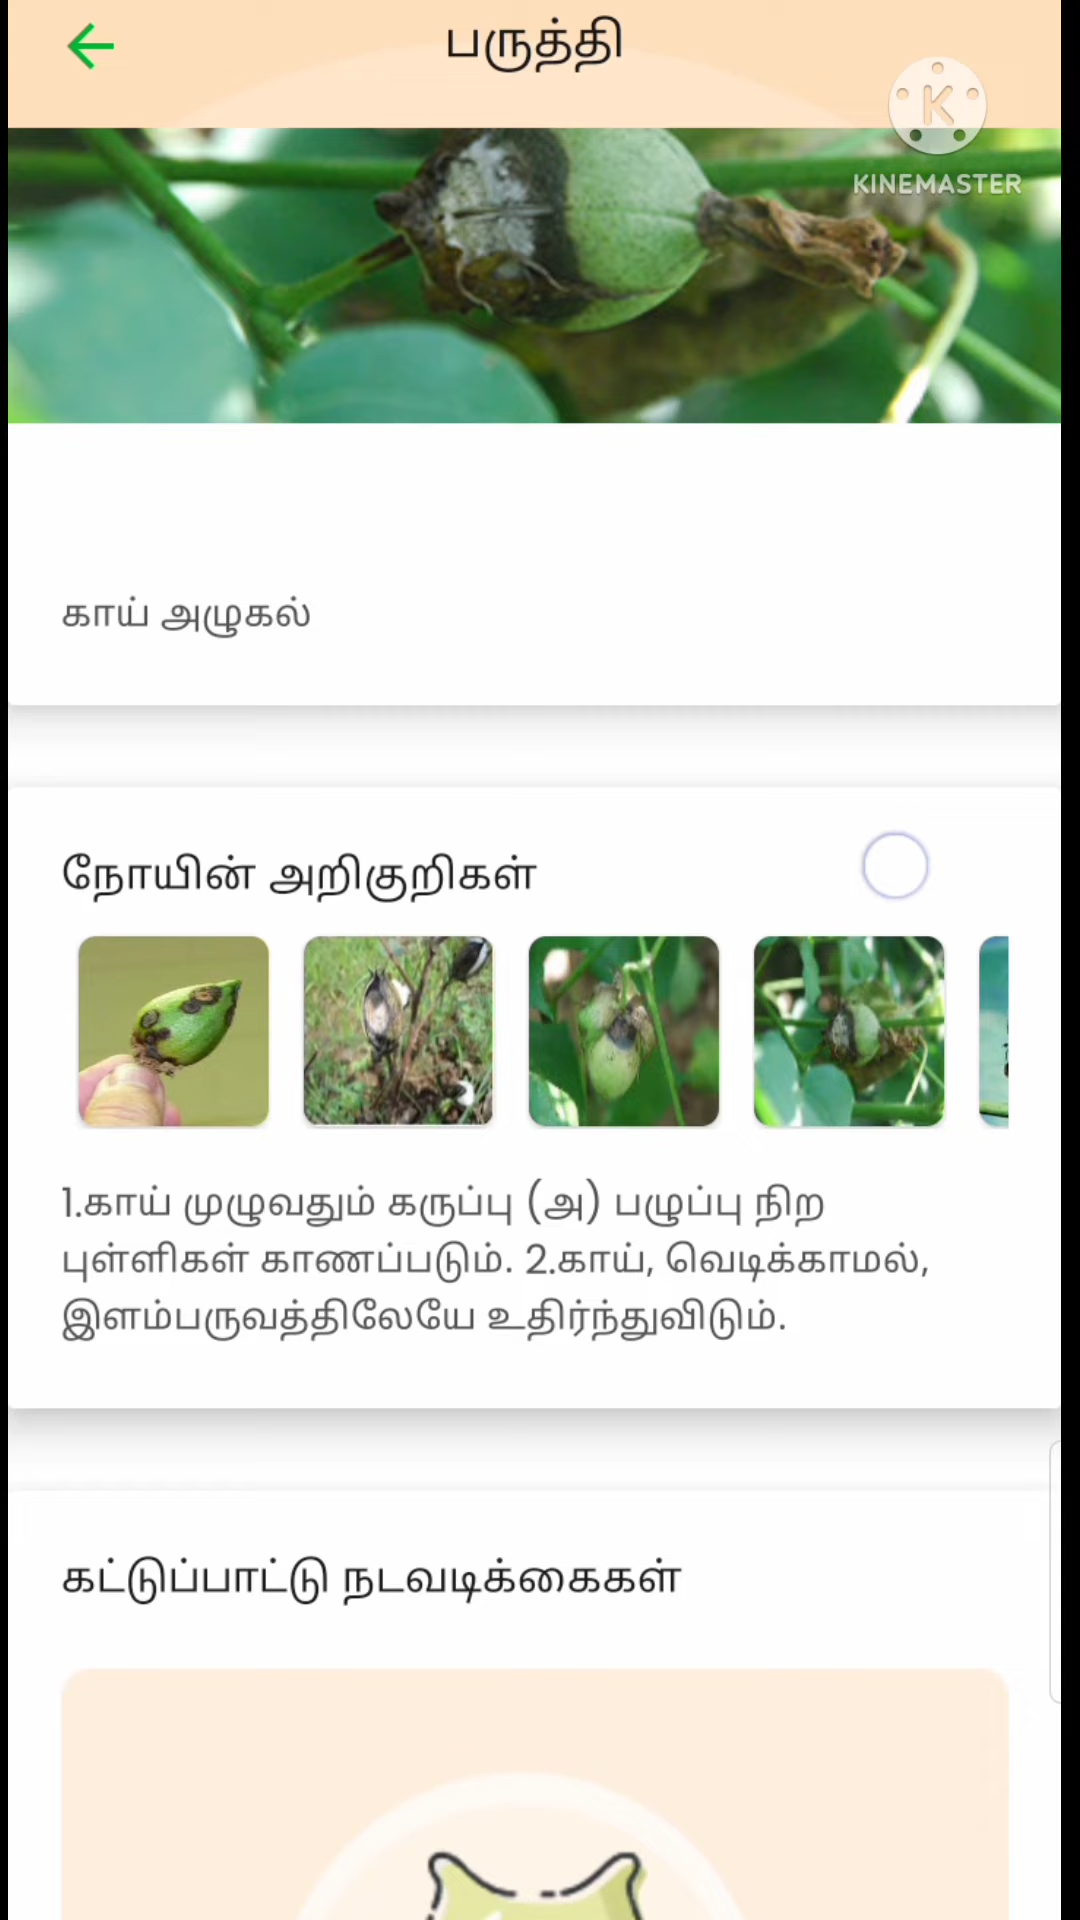 பருத்தி
K
KINEMASTER
காய் அழுகல்
நோயின் அறிகுறிகள்
1.காய் முழுவதும் கருப்பு (அ) பழுப்பு நிற
புள்ளிகள் காணப்படும். 2.காய், வெடிக்காமல்,
இளம்பருவத்திலேயே உதிர்ந்துவிடும்.
கட்டுப்பாட்டு நடவடிக்கைகள்